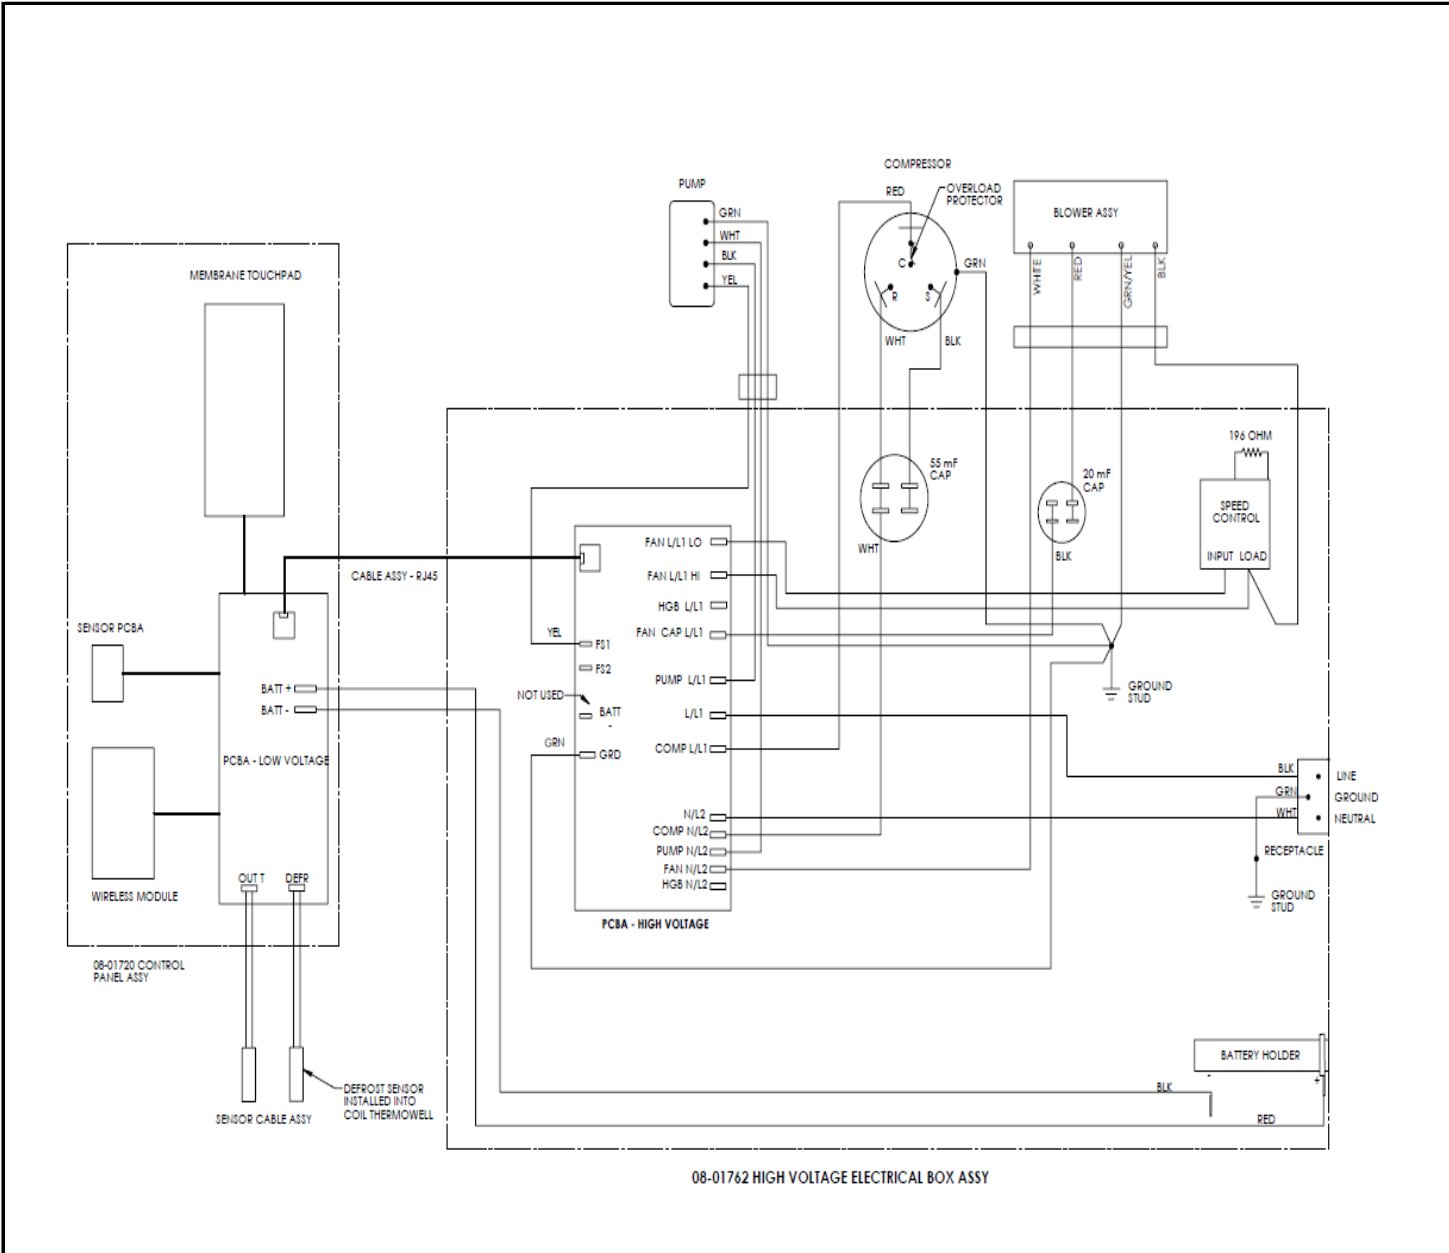 COMPRESSOR
PUMP
RED
OVERLOAD
PROTECTOR
GRN
WHT
BLK
YEL
BLOWER ASSY
C
R
S
GRN
WHITE
RED
GRN/YEL
BLK
WHT
BLK
MEMBRANE TOUCHPAD
196 OHM
55 mF
CAP
20 mF
CAP
SPEED
CONTROL
INPUT LOAD
WHT
BLK
CABLE ASSY - RJ45
FAN L/L1 LO
FAN L/L1 HI
HGB L/L1
FAN CAP L/L1
PUMP L/L1
L/L1
COMP L/L1
N/L2
COMP N/L2
PUMP N/L2
FAN N/L2
HGB N/L2
YEL
FS1
FS2
NOT USED
BATT
-
GRN
GRD
PCBA - HIGH VOLTAGE
SENSOR PCBA
BATT +
BATT -
PCBA - LOW VOLTAGE
WIRELESS MODULE
OUT T
DEFR
08-01720 CONTROL
PANEL ASSY
GROUND
STUD
BLK
LINE
GRN
GROUND
WHT
NEUTRAL
RECEPTACLE
GROUND
STUD
BATTERY HOLDER
-
+
BLK
RED
DEFROST SENSOR
INSTALLED INTO
COIL THERMOWELL
SENSOR CABLE ASSY
08-01762 HIGH VOLTAGE ELECTRICAL BOX ASSY